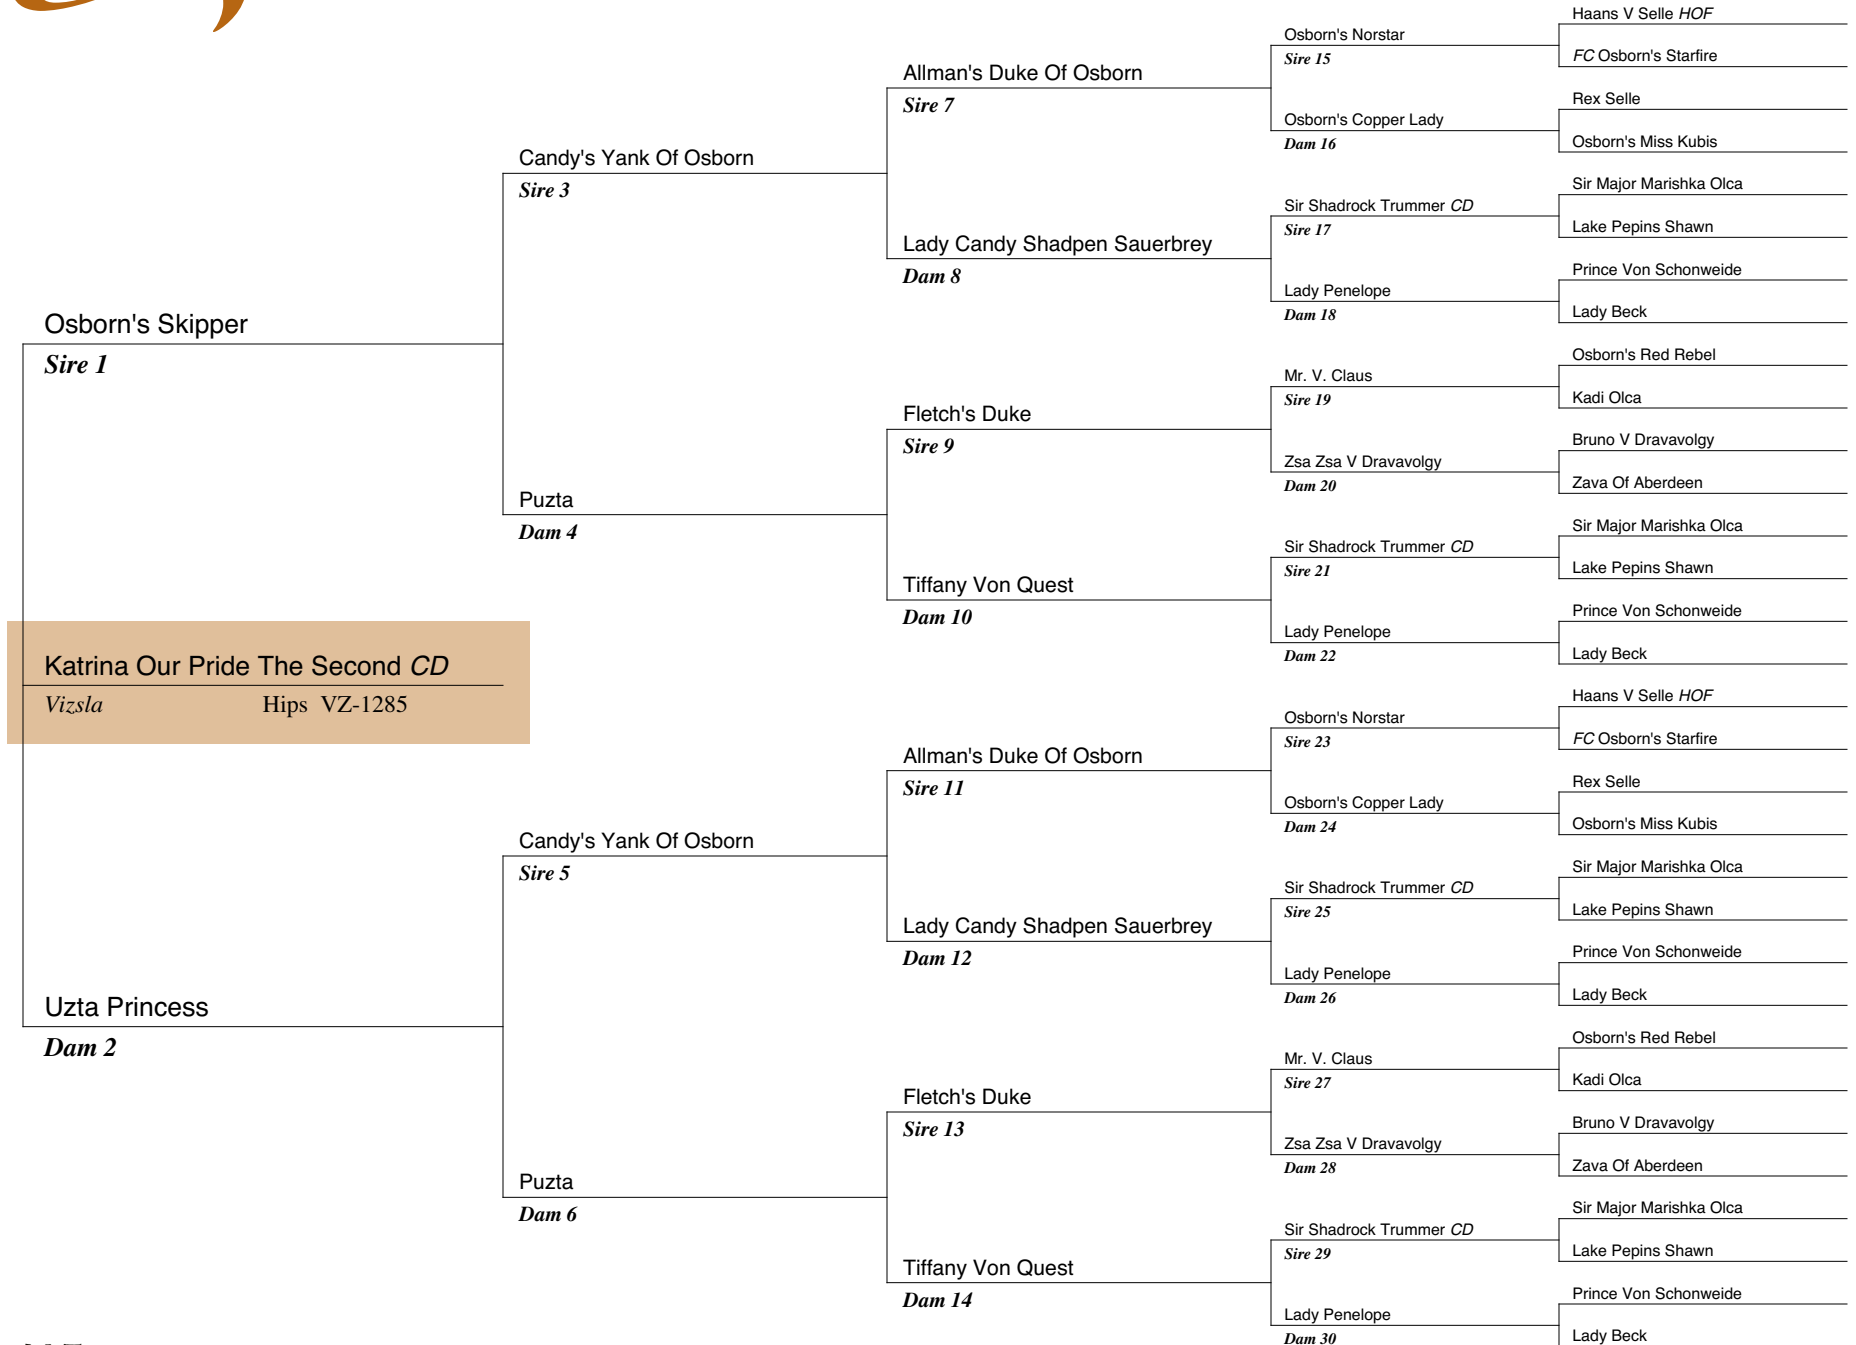 Haans V Selle HOF
Osborn's Norstar
Sire 15
FC Osborn's Starfire
Allman's Duke Of Osborn
Sire 7
Rex Selle
Osborn's Copper Lady
Dam 16
Osborn's Miss Kubis
Candy's Yank Of Osborn
Sire 3
Sir Major Marishka Olca
Sir Shadrock Trummer CD
Sire 17
Lake Pepins Shawn
Lady Candy Shadpen Sauerbrey
Dam 8
Prince Von Schonweide
Lady Penelope
Dam 18
Lady Beck
Osborn's Skipper
Sire 1
Osborn's Red Rebel
Mr. V. Claus
Sire 19
Kadi Olca
Fletch's Duke
Sire 9
Bruno V Dravavolgy
Zsa Zsa V Dravavolgy
Dam 20
Zava Of Aberdeen
Puzta
Dam 4
Sir Major Marishka Olca
Sir Shadrock Trummer CD
Sire 21
Lake Pepins Shawn
Tiffany Von Quest
Dam 10
Prince Von Schonweide
Lady Penelope
Dam 22
Lady Beck
Katrina Our Pride The Second CD
Vizsla Hips VZ-1285
Haans V Selle HOF
Osborn's Norstar
Sire 23
FC Osborn's Starfire
Allman's Duke Of Osborn
Sire 11
Rex Selle
Osborn's Copper Lady
Dam 24
Osborn's Miss Kubis
Candy's Yank Of Osborn
Sire 5
Sir Major Marishka Olca
Sir Shadrock Trummer CD
Sire 25
Lake Pepins Shawn
Lady Candy Shadpen Sauerbrey
Dam 12
Prince Von Schonweide
Lady Penelope
Dam 26
Lady Beck
Uzta Princess
Dam 2
Osborn's Red Rebel
Mr. V. Claus
Sire 27
Kadi Olca
Fletch's Duke
Sire 13
Bruno V Dravavolgy
Zsa Zsa V Dravavolgy
Dam 28
Zava Of Aberdeen
Puzta
Dam 6
Sir Major Marishka Olca
Sir Shadrock Trummer CD
Sire 29
Lake Pepins Shawn
Tiffany Von Quest
Dam 14
Prince Von Schonweide
Lady Penelope
Dam 30
Lady Beck